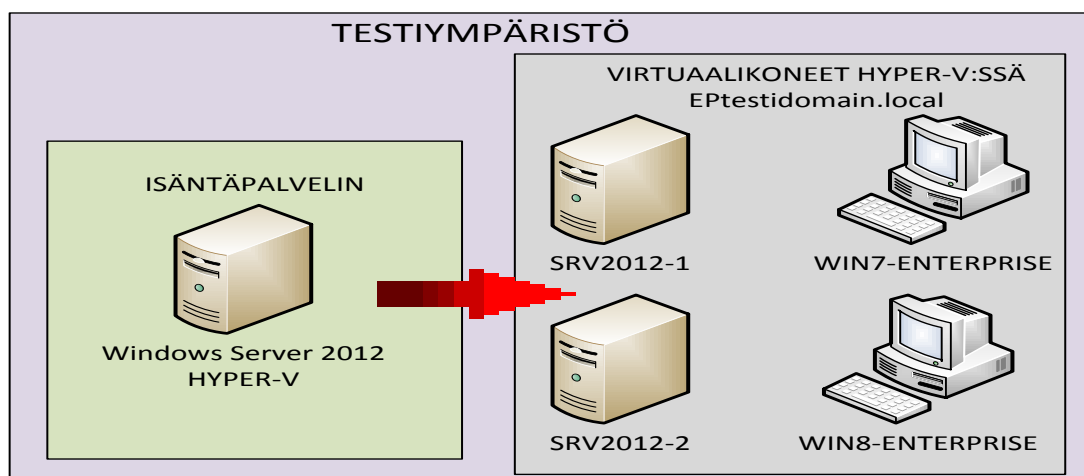 TESTIYMPÄRISTÖ
ISÄNTÄPALVELIN
Windows Server 2012
HYPER-V
VIRTUAALIKONEET HYPER-V:SSÄ
EPtestidomain.local
SRV2012-1
WIN7-ENTERPRISE
SRV2012-2
WIN8-ENTERPRISE